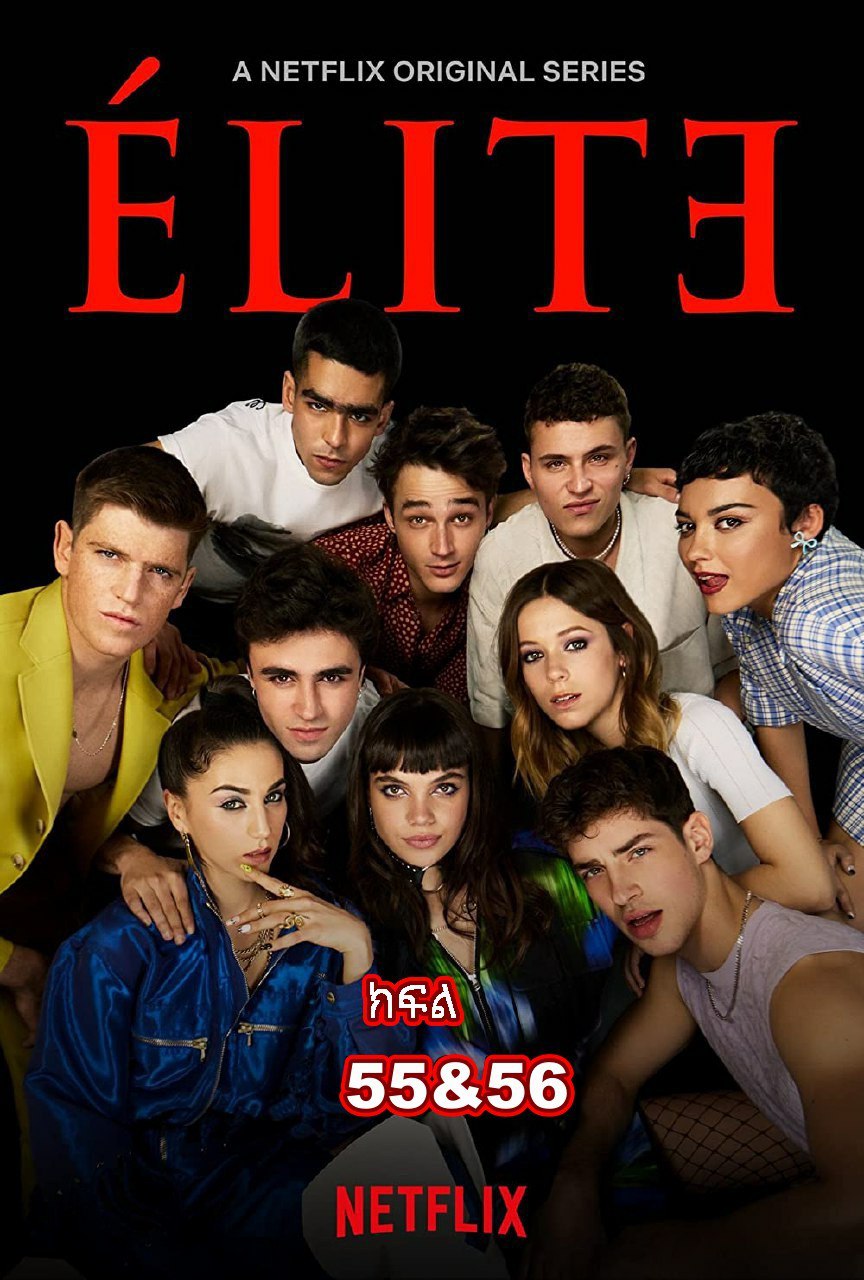 A NETFLIX ORIGINAL SERIES
ÉLITE
ክፍል
55&56
NETFLIX